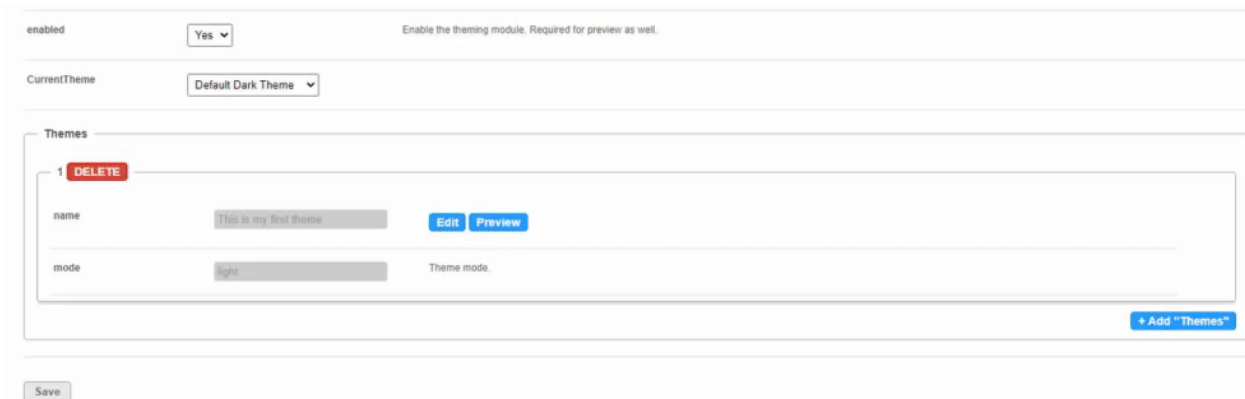 enabled Yes Enable the theming module. Required for preview as well.
CurrentTheme Default Dark Theme
Themes
1 DELETE
name This is my first theme Edit Preview
mode light Theme mode.
+ Add "Themes"
Save